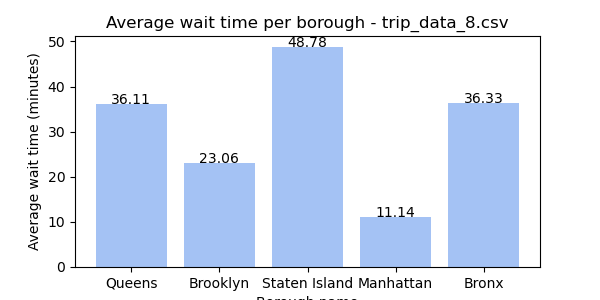 Average wait time per borough - trip_data_8.csv
Average wait time (minutes)
50
40
30
20
10
0
36.11
23.06
48.78
11.14
36.33
Queens Brooklyn Staten Island Manhattan Bronx
Borough name